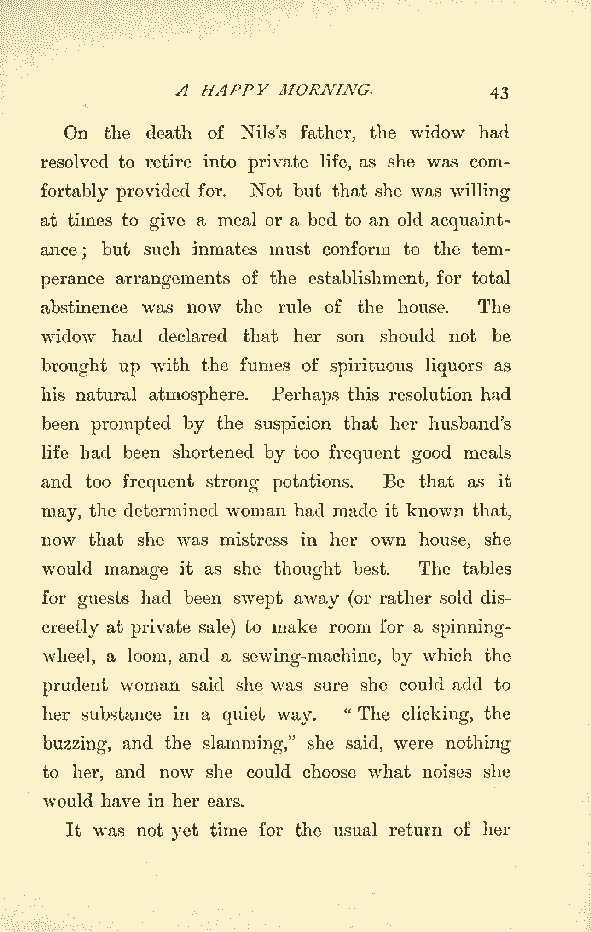 A HAPPY MORNING. 43
On the death of Nils's father, the widow had
resolved to retire into private life, as she was com-
fortably provided for. Not but that she was willing
at times to give a meal or a bed to an old acquaint-
ance; but such inmates must conform to the tem-
perance arrangements of the establishment, for total
abstinence was now the rule of the house. The
widow had declared that her son should not be
brought up with the fumes of spirituous liquors as
his natural atmosphere. Perhaps this resolution had
been prompted by the suspicion that her husband's
life had been shortened by too frequent good meals
and too frequent strong potations. Be that as it
may, the determined woman had made it known that,
now that she was mistress in her own house, she
would manage it as she thought best. The tables
for guests had been swept away (or rather sold dis-
creetly at private sale) to make room for a spinning-
wheel, a loom, and a sewing-machine, by which the
prudent woman said she was sure she could add to
her substance in a quiet way. "The clicking, the
buzzing, and the slamming," she said, were nothing
to her, and now she could choose what noises she
would have in her ears.
It was not yet time for the usual return of her